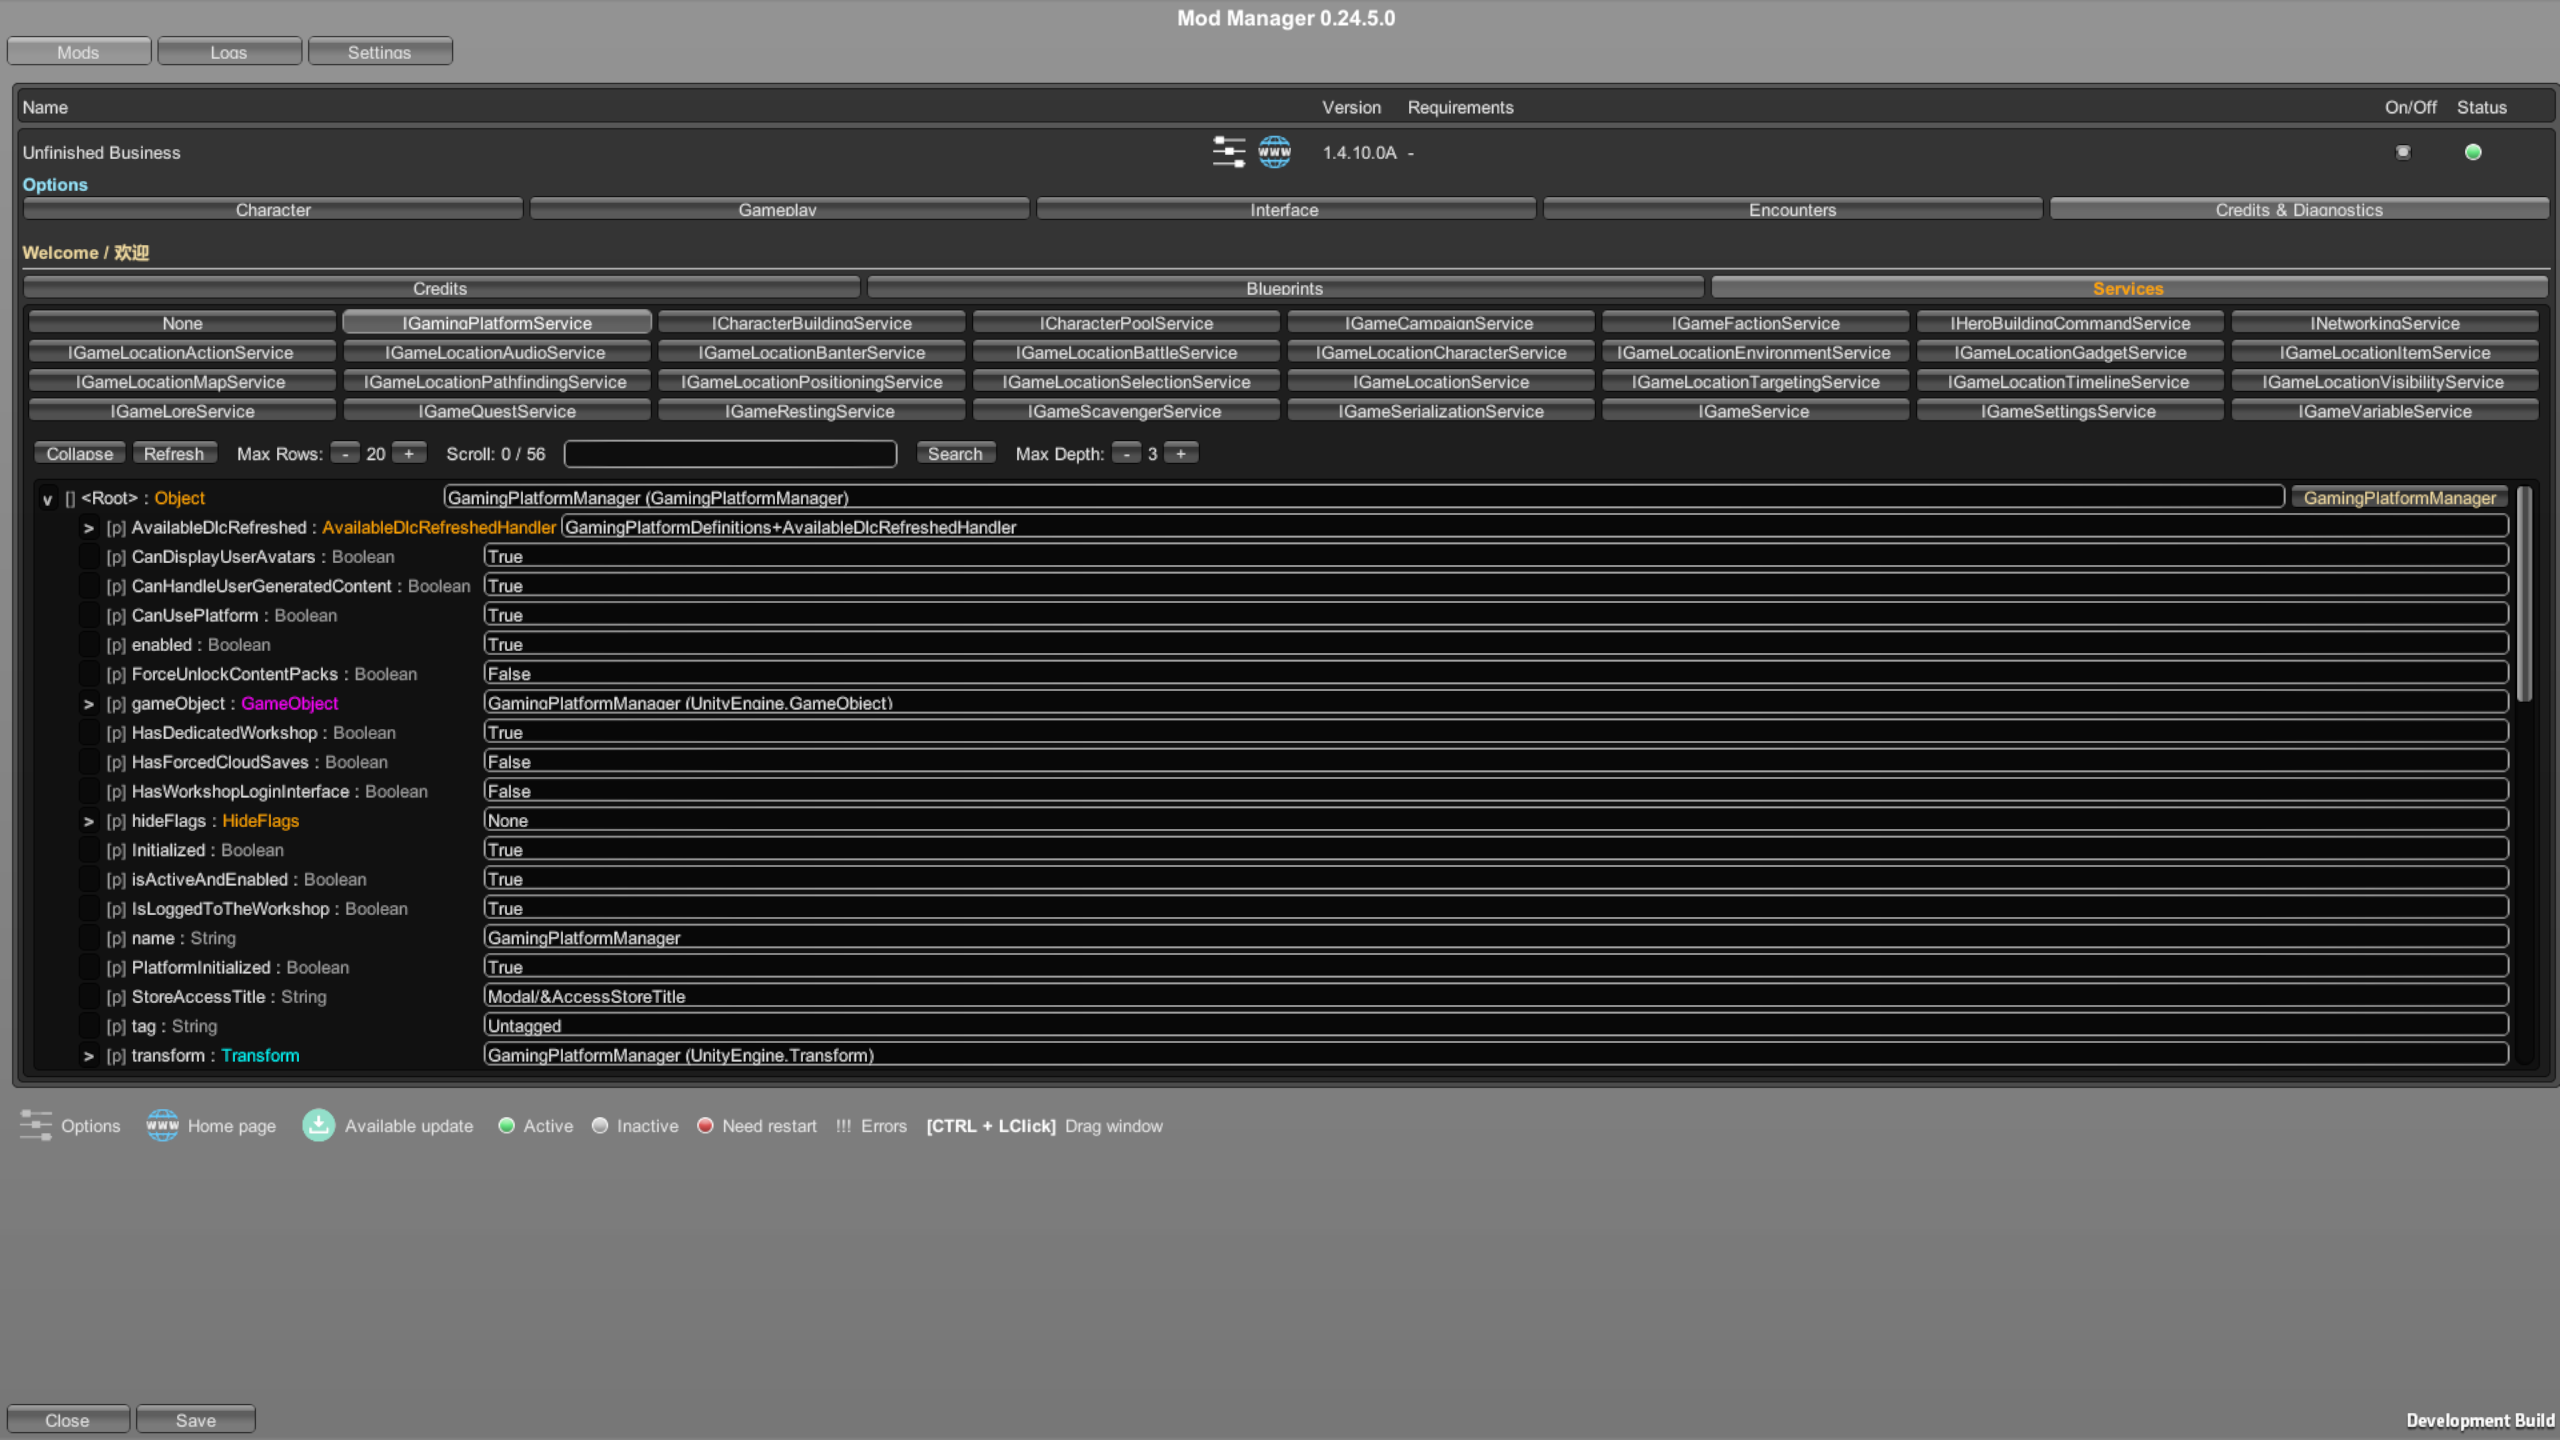 Mod Manager 0.24.5.0
Mods Logs Settings
Name Version Requirements On/Off Status
Unfinished Business WWW 1.4.10.0A - 
Options
Character Gameplay Interface Encounters Credits & Diagnostics
Welcome / 欢迎
Credits Blueprints Services
None IGamingPlatformService ICharacterBuildingService ICharacterPoolService IGameCampaignService IGameFactionService IHeroBuildingCommandService INetworkingService
IGameLocationActionService IGameLocationAudioService IGameLocationBanterService IGameLocationBattleService IGameLocationCharacterService IGameLocationEnvironmentService IGameLocationGadgetService IGameLocationItemService
IGameLocationMapService IGameLocationPathfindingService IGameLocationPositioningService IGameLocationSelectionService IGameLocationService IGameLocationTargetingService IGameLocationTimelineService IGameLocationVisibilityService
IGameLoreService IGameQuestService IGameRestingService IGameScavengerService IGameSerializationService IGameService IGameSettingsService IGameVariableService
Collapse Refresh Max Rows: - 20 + Scroll: 0 / 56 Search Max Depth: - 3 +
v [] <Root> : Object GamingPlatformManager (GamingPlatformManager) GamingPlatformManager
> [p] AvailableDlcRefreshed : AvailableDlcRefreshedHandler GamingPlatformDefinitions+AvailableDlcRefreshedHandler
[p] CanDisplayUserAvatars : Boolean True
[p] CanHandleUserGeneratedContent : Boolean True
[p] CanUsePlatform : Boolean True
[p] enabled : Boolean True
[p] ForceUnlockContentPacks : Boolean False
> [p] gameObject : GameObject GamingPlatformManager (UnityEngine.GameObject)
[p] HasDedicatedWorkshop : Boolean True
[p] HasForcedCloudSaves : Boolean False
[p] HasWorkshopLoginInterface : Boolean False
> [p] hideFlags : HideFlags None
[p] Initialized : Boolean True
[p] isActiveAndEnabled : Boolean True
[p] IsLoggedToTheWorkshop : Boolean True
[p] name : String GamingPlatformManager
[p] PlatformInitialized : Boolean True
[p] StoreAccessTitle : String Modal/&AccessStoreTitle
[p] tag : String Untagged
> [p] transform : Transform GamingPlatformManager (UnityEngine.Transform)
Options WWW Home page Available update Active Inactive Need restart !!! Errors [CTRL + LClick] Drag window
Close Save Development Build